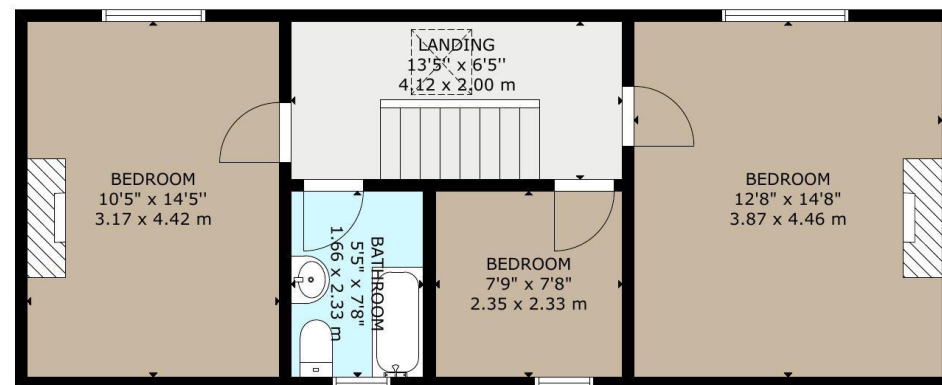 LANDING
13'5" x 6'5''
4.12 x 2.00 m
BEDROOM
10'5" x 14'5''
3.17 x 4.42 m
BATHROOM
5'5" x 7'8"
1.66 x 2.33 m
BEDROOM
7'9" x 7'8"
2.35 x 2.33 m
BEDROOM
12'8" x 14'8"
3.87 x 4.46 m